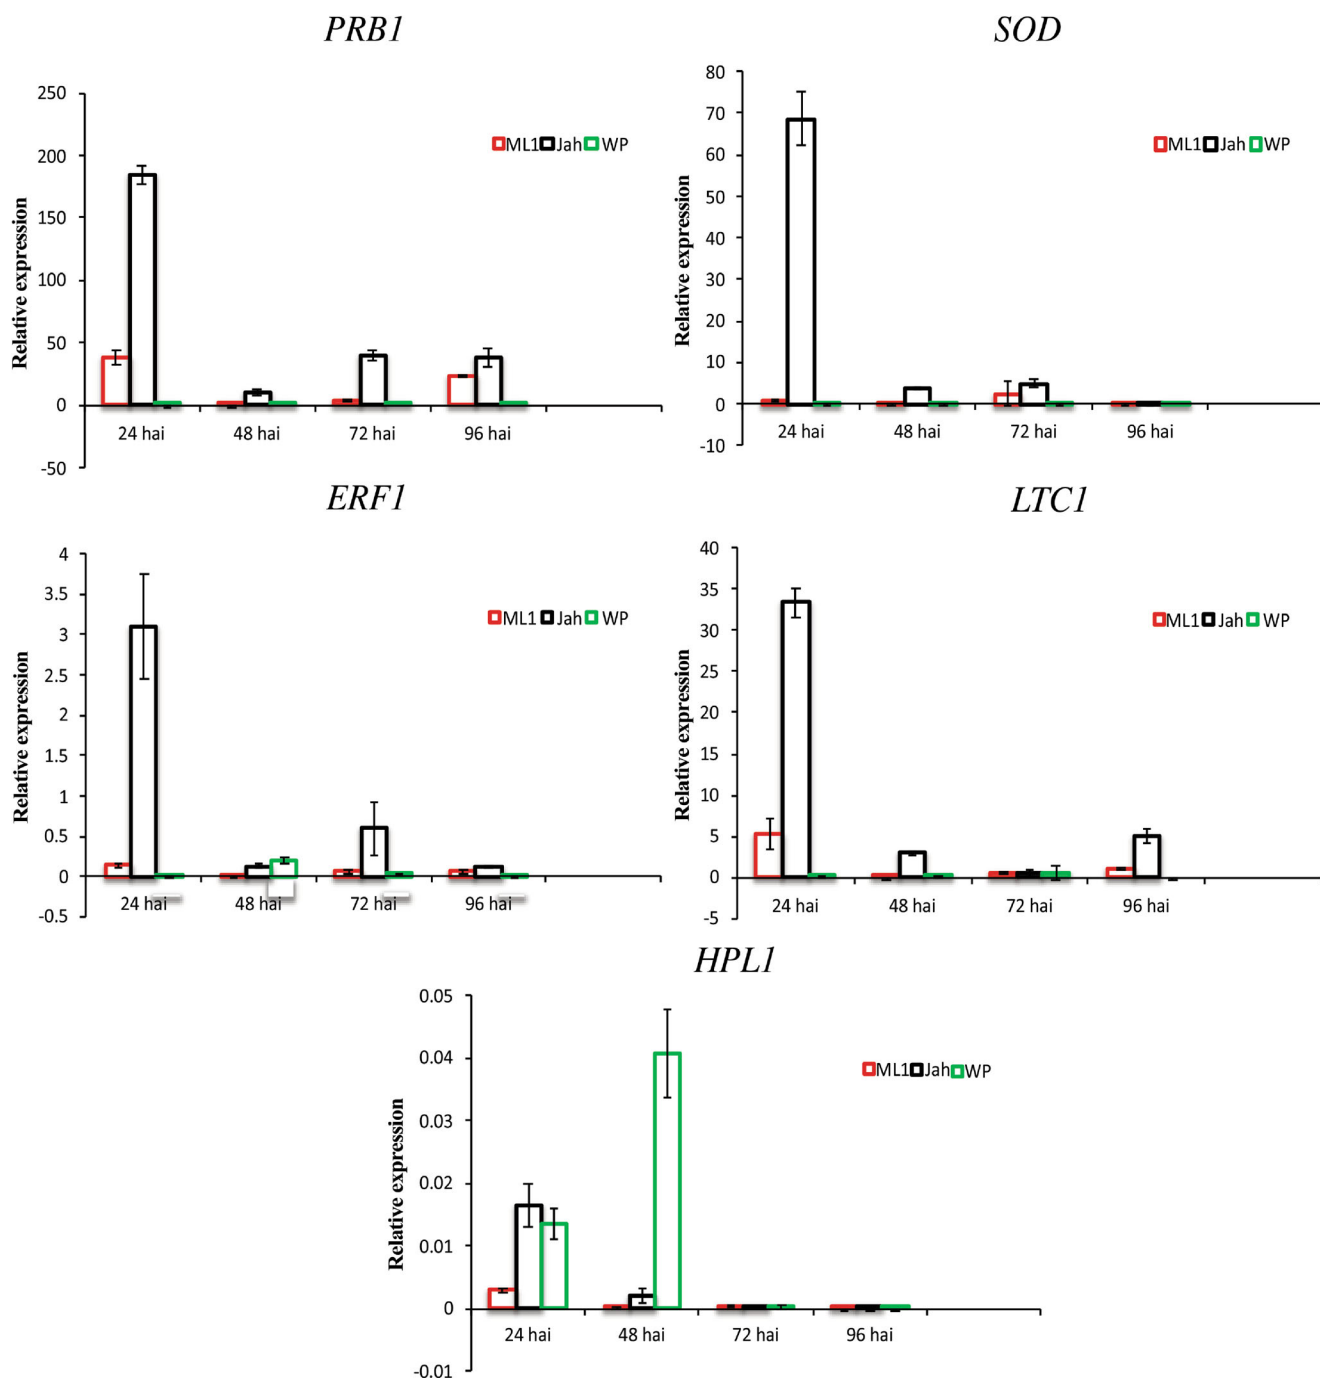 PRB1
250
200
150
100
50
0
-50
Relative expression
ML1 Jah WP
24 hai 48 hai 72 hai 96 hai
SOD
80
70
60
50
40
30
20
10
0
-10
Relative expression
ML1 Jah WP
24 hai 48 hai 72 hai 96 hai
ERF1
4
3.5
3
2.5
2
1.5
1
0.5
0
-0.5
Relative expression
ML1 Jah WP
24 hai 48 hai 72 hai 96 hai
LTC1
40
35
30
25
20
15
10
5
0
-5
Relative expression
ML1 Jah WP
24 hai 48 hai 72 hai 96 hai
HPL1
0.05
0.04
0.03
0.02
0.01
0
-0.01
Relative expression
ML1 Jah WP
24 hai 48 hai 72 hai 96 hai